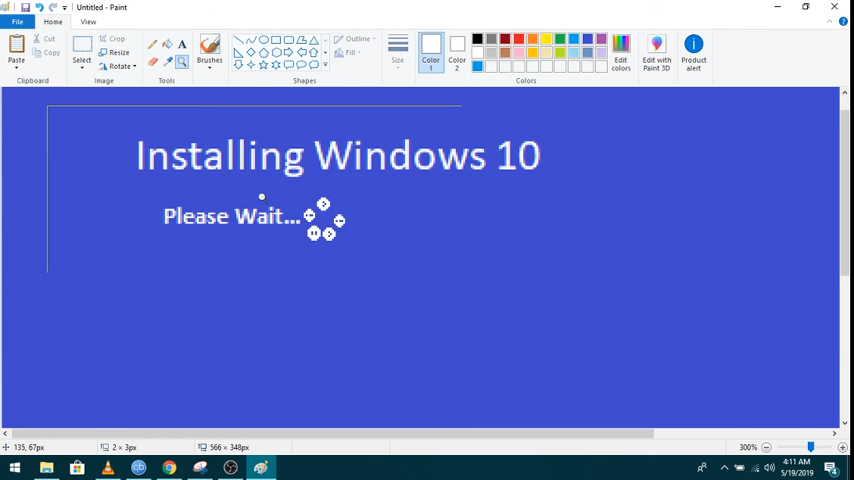 Untitled - Paint
File
Home
View
Paste
Cut
Copy
Clipboard
Select
Crop
Resize
Rotate
Image
A
Tools
Brushes
Shapes
Outline
Fill
Size
Color
1
Color
2
Colors
Edit
colors
Edit with
Paint 3D
Product
alert
Installing Windows 10
Please Wait...
135, 67px
2 × 3px
566 × 348px
300%
4:11 AM
5/19/2019
4